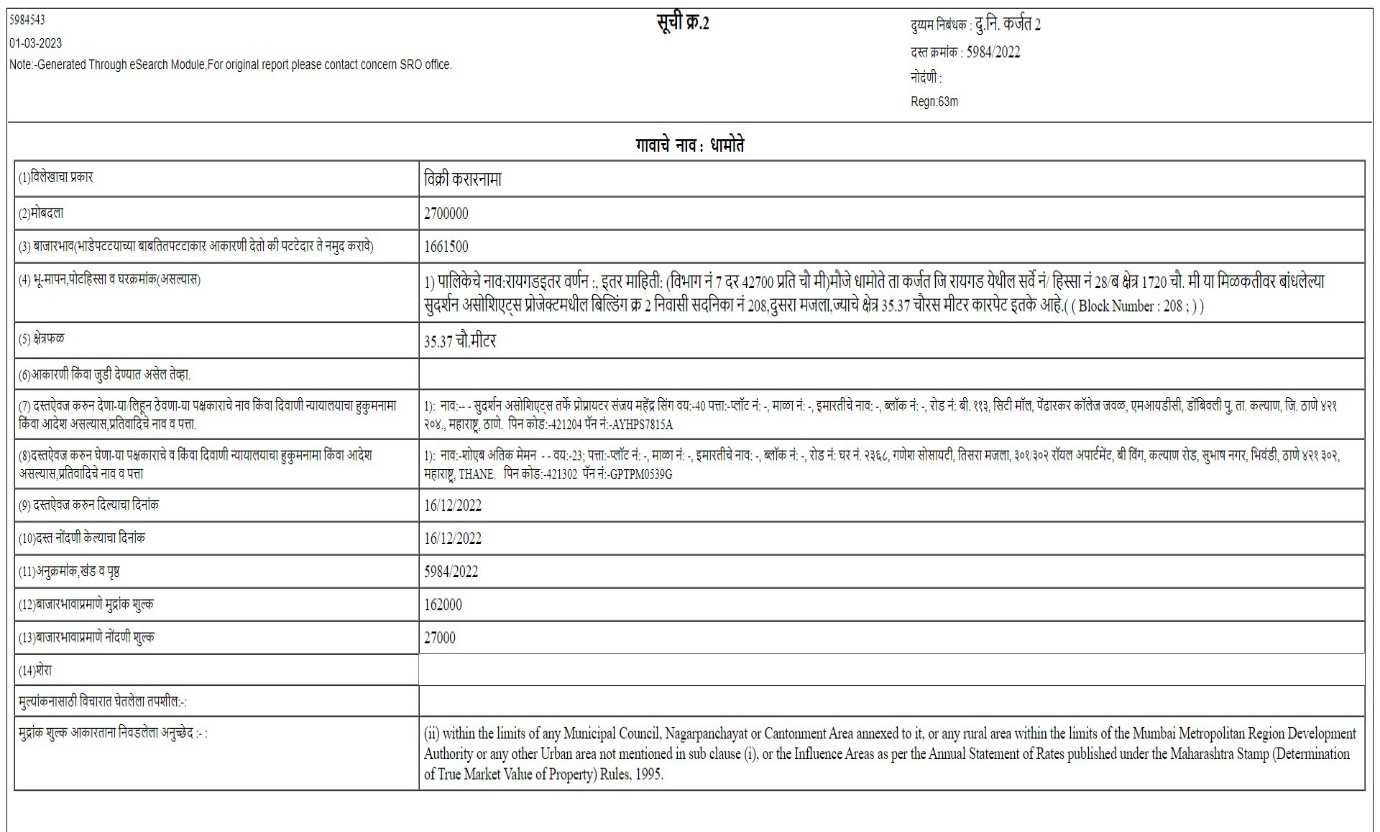 5984543
01-03-2023
Note:-Generated Through eSearch Module,For original report please contact concern SRO office.
सूची क्र.2
दुय्यम निबंधक : दु.नि. कर्जत 2
दस्त क्रमांक : 5984/2022
नोदंणी :
Regn:63m
गावाचे नाव : धामोते
(1)विलेखाचा प्रकार
विक्री करारनामा
(2)मोबदला
2700000
(3) बाजारभाव(भाडेपटटयाच्या बाबतितपटटाकार आकारणी देतो की पटटेदार ते नमुद करावे)
1661500
(4) भू-मापन,पोटहिस्सा व घरक्रमांक(असल्यास)
1) पालिकेचे नाव:रायगडइतर वर्णन :, इतर माहिती: (विभाग नं 7 दर 42700 प्रति चौ मी)मौजे धामोते ता कर्जत जि रायगड येथील सर्वे नं/ हिस्सा नं 28/ब क्षेत्र 1720 चौ. मी या मिळकतीवर बांधलेल्या
सुदर्शन असोशिएट्स प्रोजेक्टमधील बिल्डिंग क्र 2 निवासी सदनिका नं 208,दुसरा मजला,ज्याचे क्षेत्र 35.37 चौरस मीटर कारपेट इतके आहे.( ( Block Number : 208 ; ) )
(5) क्षेत्रफळ
35.37 चौ.मीटर
(6)आकारणी किंवा जुडी देण्यात असेल तेव्हा.
(7) दस्तऐवज करुन देणा-या/लिहून ठेवणा-या पक्षकाराचे नाव किंवा दिवाणी न्यायालयाचा हुकुमनामा
किंवा आदेश असल्यास,प्रतिवादिचे नाव व पत्ता.
1): नाव:-- - सुदर्शन असोशिएट्स तर्फे प्रोप्रायटर संजय महेंद्र सिंग वय:-40 पत्ता:-प्लॉट नं: -, माळा नं: -, इमारतीचे नाव: -, ब्लॉक नं: -, रोड नं: बी. ११३, सिटी मॉल, पेंढारकर कॉलेज जवळ, एमआयडीसी, डोंबिवली पु, ता. कल्याण, जि. ठाणे ४२१
२०४., महाराष्ट्र, ठाणे. पिन कोड:-421204 पॅन नं:-AYHPS7815A
(8)दस्तऐवज करुन घेणा-या पक्षकाराचे व किंवा दिवाणी न्यायालयाचा हुकुमनामा किंवा आदेश
असल्यास,प्रतिवादिचे नाव व पत्ता
1): नाव:-शोएब अतिक मेमन - - वय:-23; पत्ता:-प्लॉट नं: -, माळा नं: -, इमारतीचे नाव: -, ब्लॉक नं: -, रोड नं: घर नं. २३६८, गणेश सोसायटी, तिसरा मजला, ३०१/३०२ रॉयल अपार्टमेंट, बी विंग, कल्याण रोड, सुभाष नगर, भिवंडी, ठाणे ४२१ ३०२,
महाराष्ट्र, THANE. पिन कोड:-421302 पॅन नं:-GPTPM0539G
(9) दस्तऐवज करुन दिल्याचा दिनांक
16/12/2022
(10)दस्त नोंदणी केल्याचा दिनांक
16/12/2022
(11)अनुक्रमांक,खंड व पृष्ठ
5984/2022
(12)बाजारभावाप्रमाणे मुद्रांक शुल्क
162000
(13)बाजारभावाप्रमाणे नोंदणी शुल्क
27000
(14)शेरा
मुल्यांकनासाठी विचारात घेतलेला तपशील:-:
मुद्रांक शुल्क आकारताना निवडलेला अनुच्छेद :- :
(ii) within the limits of any Municipal Council, Nagarpanchayat or Cantonment Area annexed to it, or any rural area within the limits of the Mumbai Metropolitan Region Development
Authority or any other Urban area not mentioned in sub clause (i), or the Influence Areas as per the Annual Statement of Rates published under the Maharashtra Stamp (Determination
of True Market Value of Property) Rules, 1995.